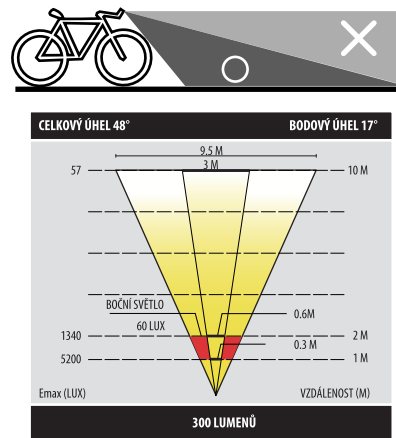 CELKOVÝ ÚHEL 48° BODOVÝ ÚHEL 17°
9.5 M
3 M
57 10 M
BOČNÍ SVĚTLO
60 LUX
0.6M
1340 2 M
0.3 M
5200 1 M
Emax (LUX) VZDÁLENOST (M)
300 LUMENŮ